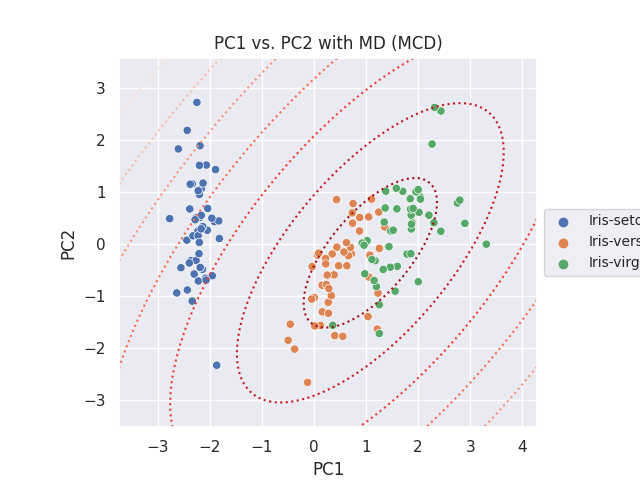 PC1 vs. PC2 with MD (MCD)
3
2
1
0
−1
−2
−3
PC2
−3
−2
−1
0
1
2
3
4
PC1
Iris-seto
Iris-vers
Iris-virg